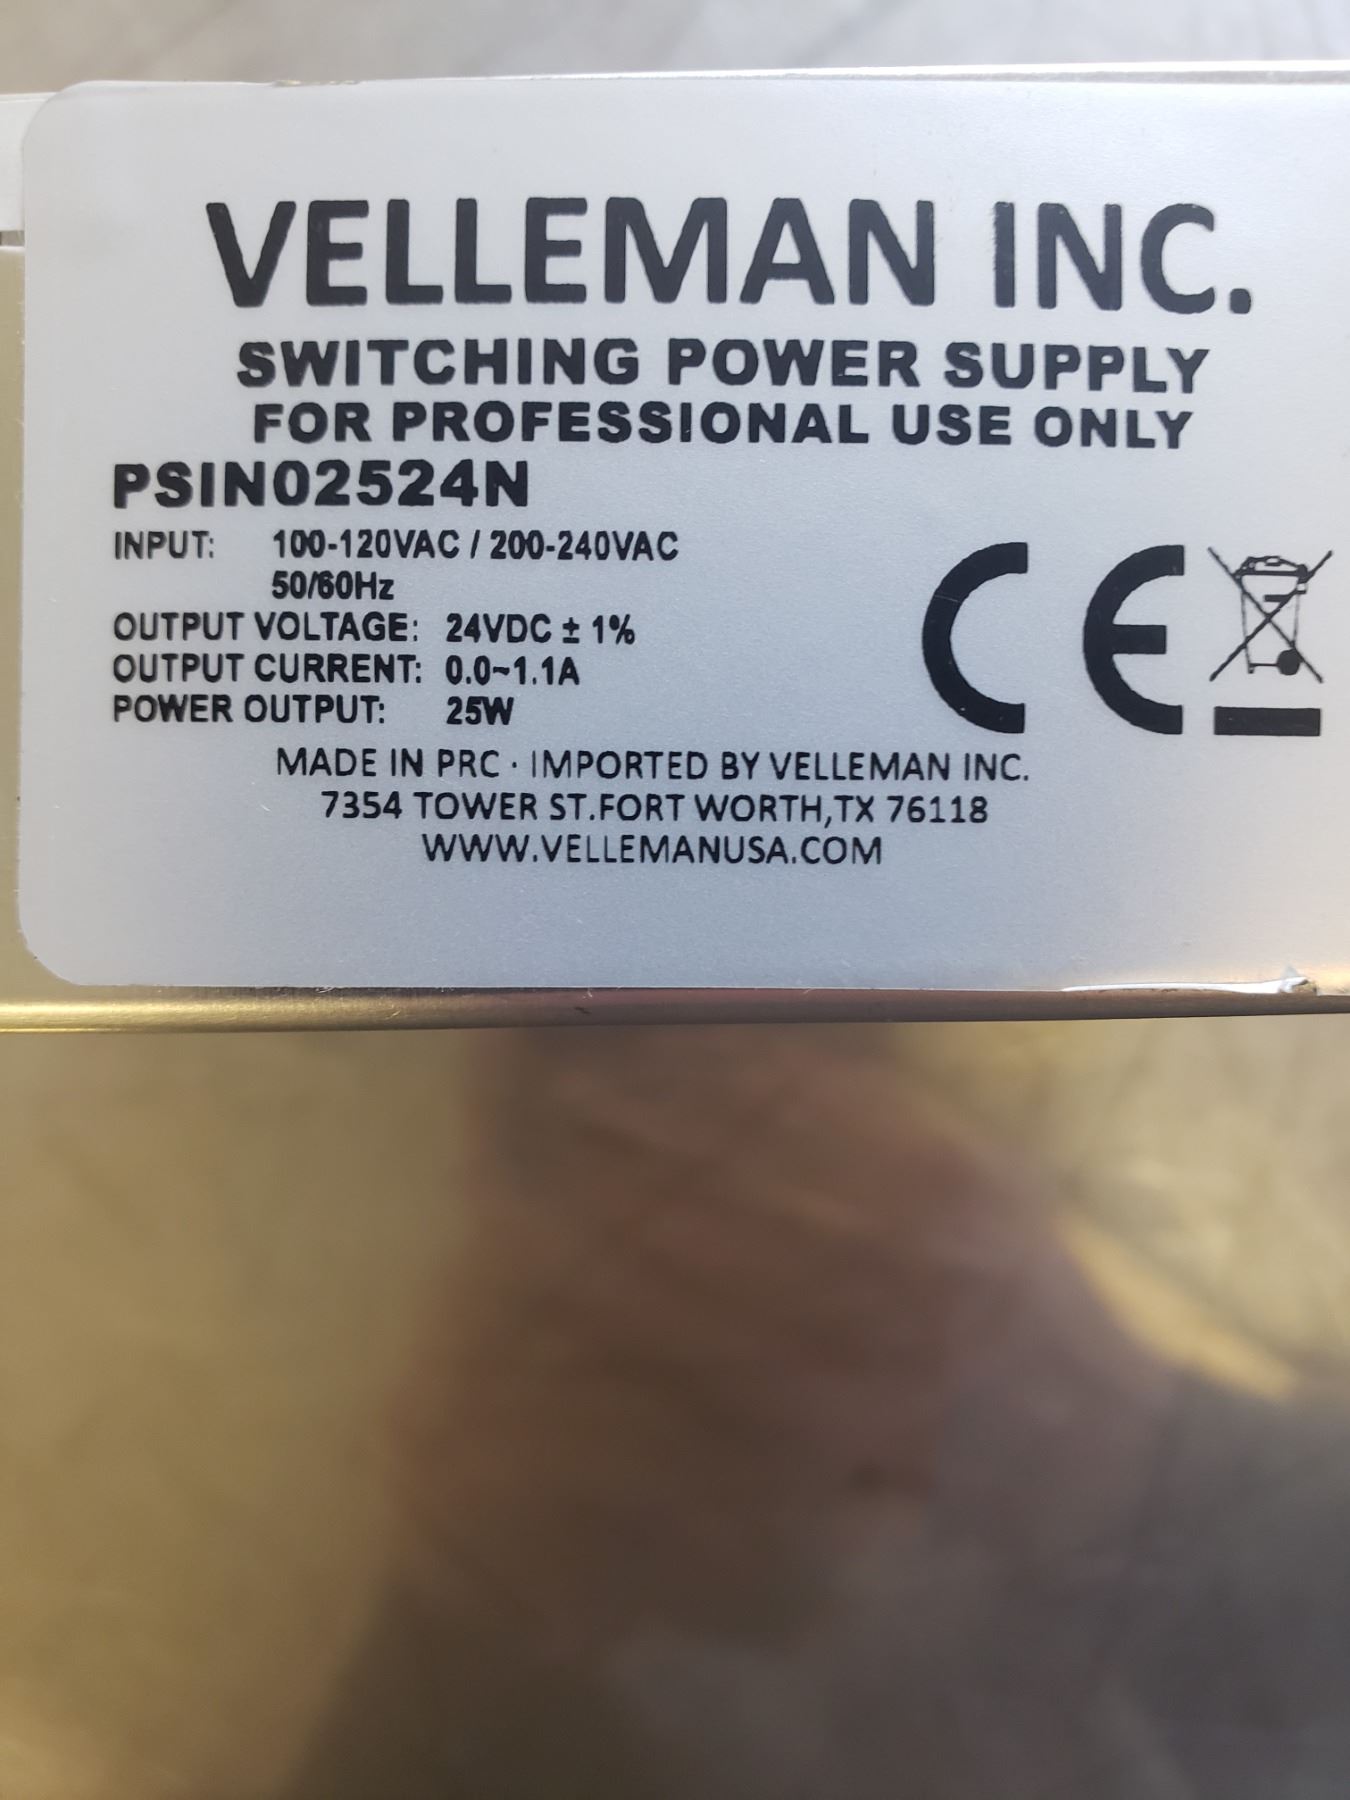 VELLEMAN INC.
SWITCHING POWER SUPPLY
FOR PROFESSIONAL USE ONLY
PSIN02524N
INPUT: 100-120VAC / 200-240VAC
50/60Hz
OUTPUT VOLTAGE: 24VDC ± 1%
OUTPUT CURRENT: 0.0~1.1A
POWER OUTPUT: 25W
CE
MADE IN PRC · IMPORTED BY VELLEMAN INC.
7354 TOWER ST.FORT WORTH,TX 76118
WWW.VELLEMANUSA.COM